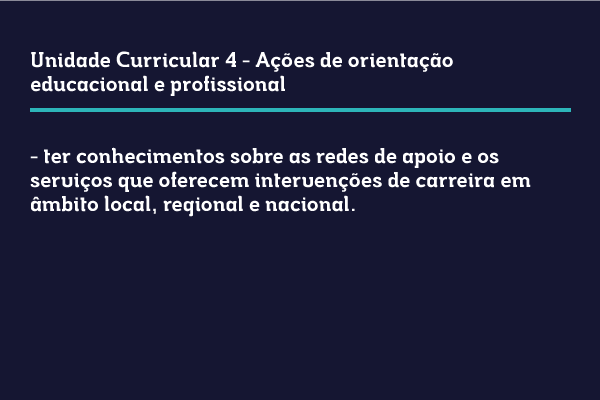 Unidade Curricular 4 - Ações de orientação
educacional e profissional
- ter conhecimentos sobre as redes de apoio e os
serviços que oferecem intervenções de carreira em
âmbito local, regional e nacional.